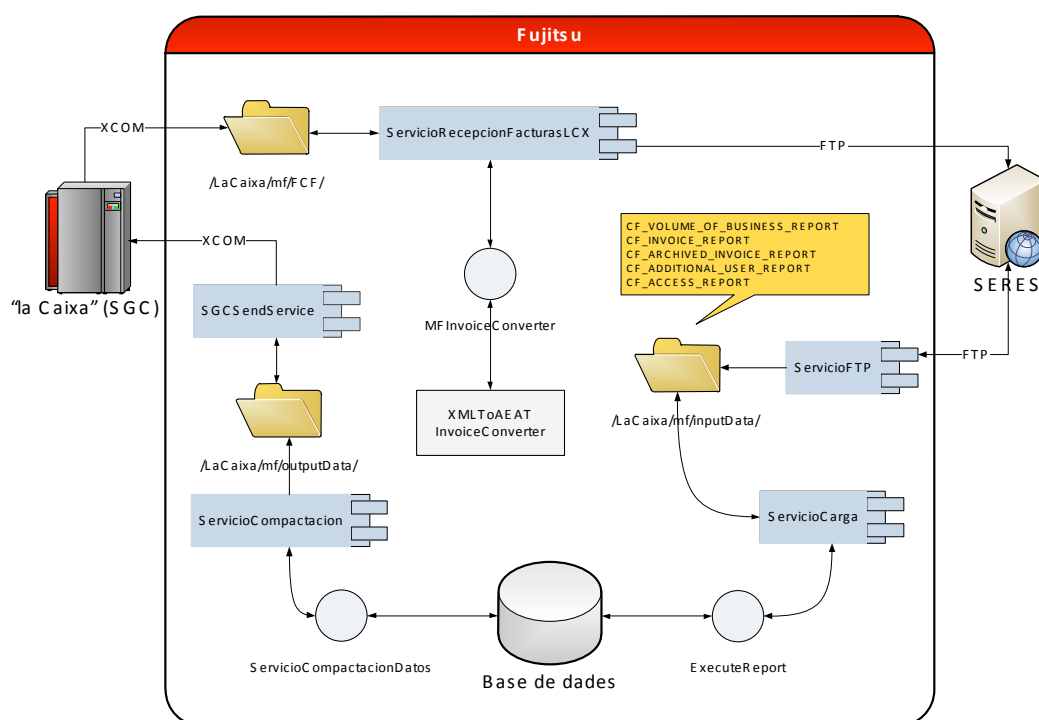 Fujitsu
XCOM
ServicioRecepcionFacturasLCX
FTP
/LaCaixa/mf/FCF/
CF_VOLUME_OF_BUSINESS_REPORT
CF_INVOICE_REPORT
CF_ARCHIVED_INVOICE_REPORT
CF_ADDITIONAL_USER_REPORT
CF_ACCESS_REPORT
XCOM
"la Caixa" (SGC)
SERES
SGCSendService
MFInvoiceConverter
FTP
ServicioFTP
XMLToAEAT
InvoiceConverter
/LaCaixa/mf/inputData/
/LaCaixa/mf/outputData/
ServicioCompactacion
ServicioCarga
ServicioCompactacionDatos
ExecuteReport
Base de dades